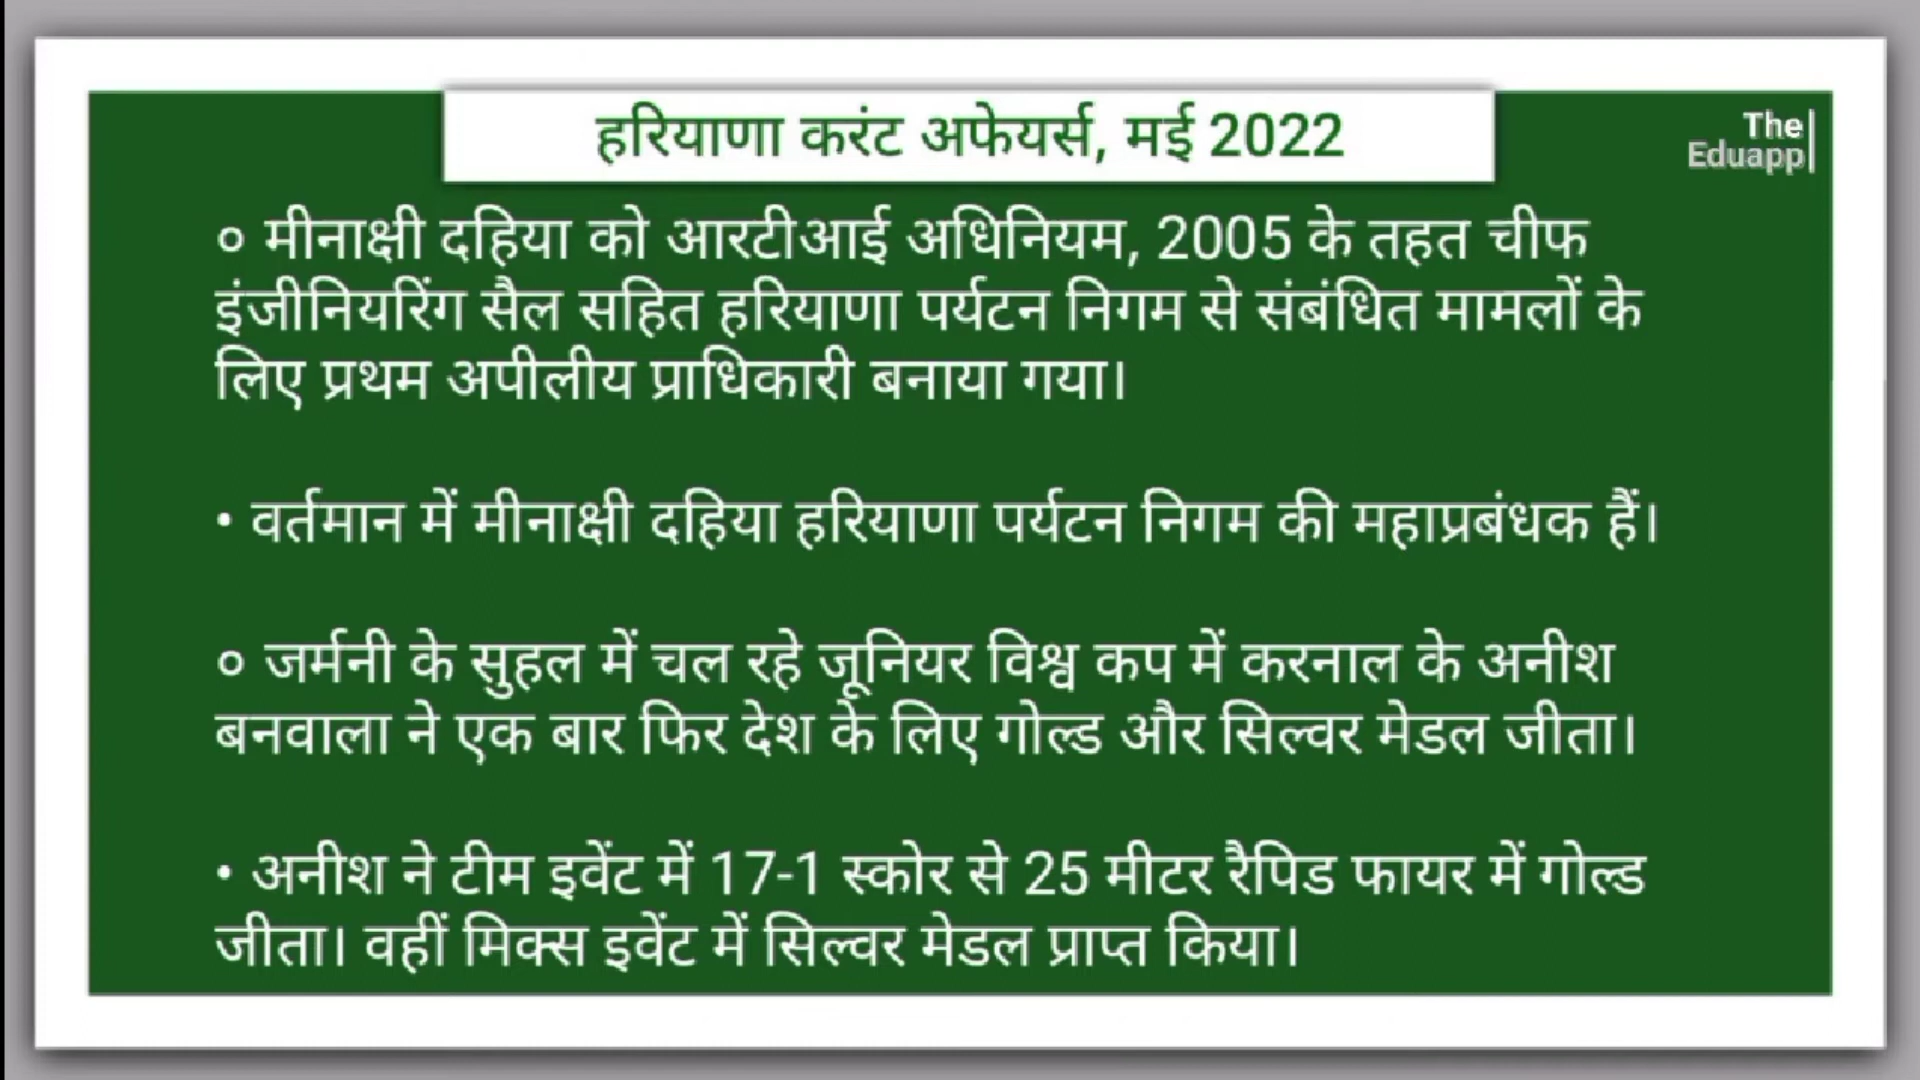 हरियाणा करंट अफेयर्स, मई 2022
The
Eduapp
० मीनाक्षी दहिया को आरटीआई अधिनियम, 2005 के तहत चीफ
इंजीनियरिंग सैल सहित हरियाणा पर्यटन निगम से संबंधित मामलों के
लिए प्रथम अपीलीय प्राधिकारी बनाया गया।
• वर्तमान में मीनाक्षी दहिया हरियाणा पर्यटन निगम की महाप्रबंधक हैं।
० जर्मनी के सुहल में चल रहे जूनियर विश्व कप में करनाल के अनीश
बनवाला ने एक बार फिर देश के लिए गोल्ड और सिल्वर मेडल जीता।
• अनीश ने टीम इवेंट में 17-1 स्कोर से 25 मीटर रैपिड फायर में गोल्ड
जीता। वहीं मिक्स इवेंट में सिल्वर मेडल प्राप्त किया।